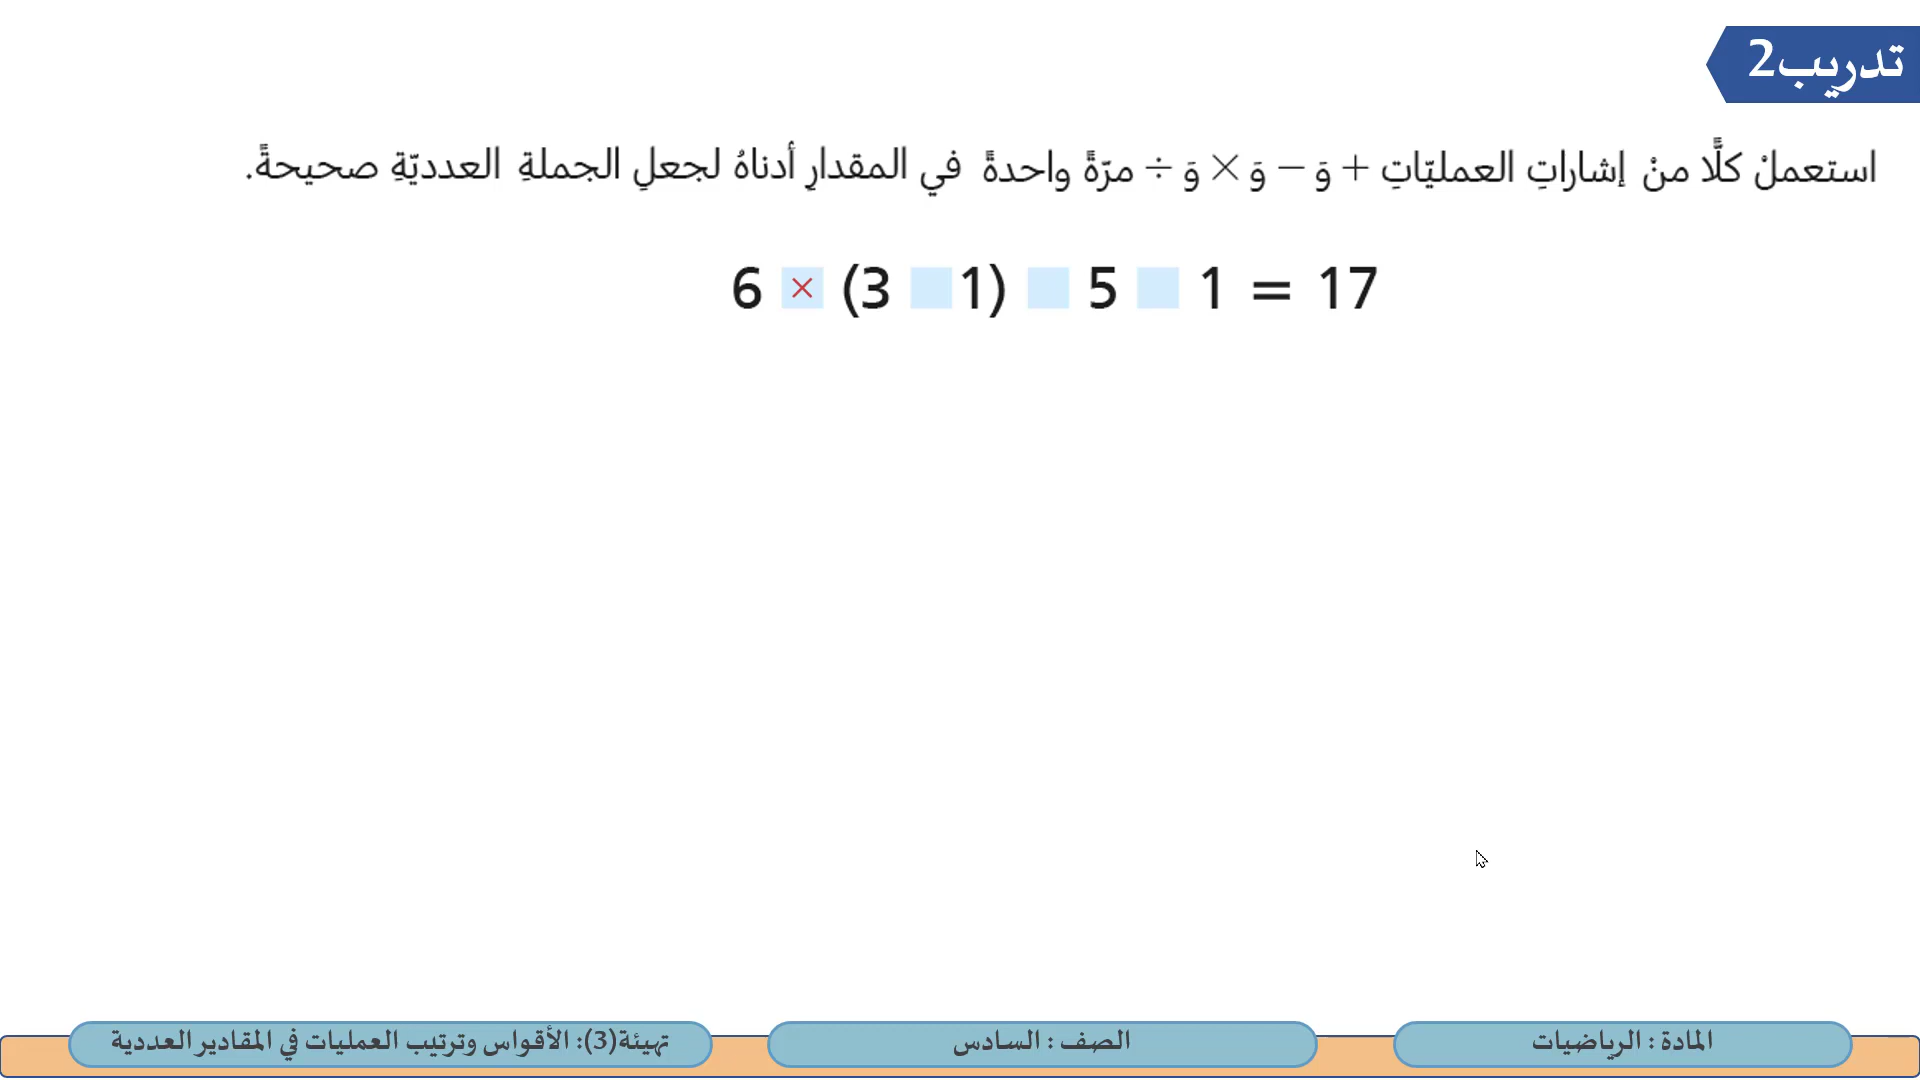 تدريب2
استعملْ كلًّا منْ إشاراتِ العمليّاتِ + وَ − وَ × وَ ÷ مرّةً واحدةً في المقدارِ أدناهُ لجعلِ الجملةِ العدديّةِ صحيحةً.
6 × (3 1) 5 1 = 17
المادة : الرياضيات
الصف : السادس
تهيئة(3): الأقواس وترتيب العمليات في المقادير العددية